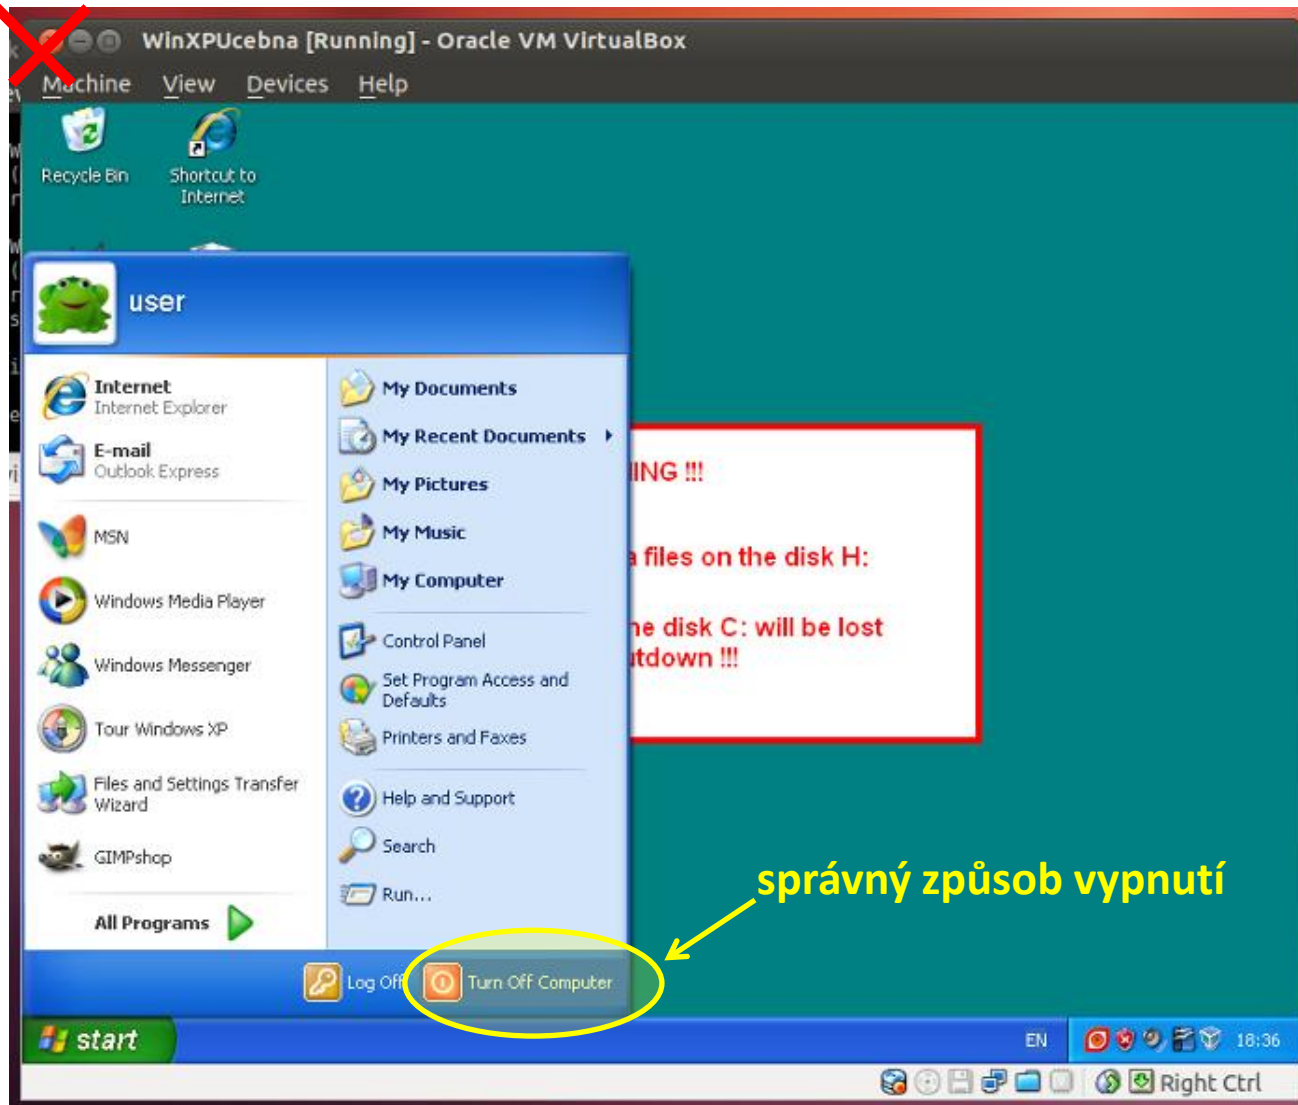 WinXPUcebna [Running] - Oracle VM VirtualBox
Machine View Devices Help
Recycle Bin
Shortcut to
Internet
user
Internet
Internet Explorer
E-mail
Outlook Express
MSN
Windows Media Player
Windows Messenger
Tour Windows XP
Files and Settings Transfer
Wizard
GIMPshop
All Programs
My Documents
My Recent Documents
My Pictures
My Music
My Computer
Control Panel
Set Program Access and
Defaults
Printers and Faxes
Help and Support
Search
Run...
ING !!!
files on the disk H:
disk C: will be lost
tdown !!!
správný způsob vypnutí
Log Off
Turn Off Computer
start
EN
18:36
Right Ctrl